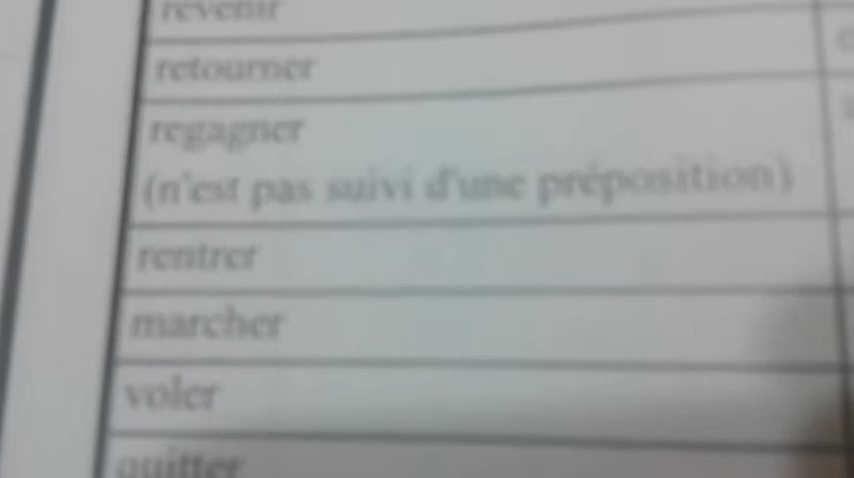 revenir
retourner
regagner
(n'est pas suivi d'une préposition)
rentrer
marcher
voler
quitter